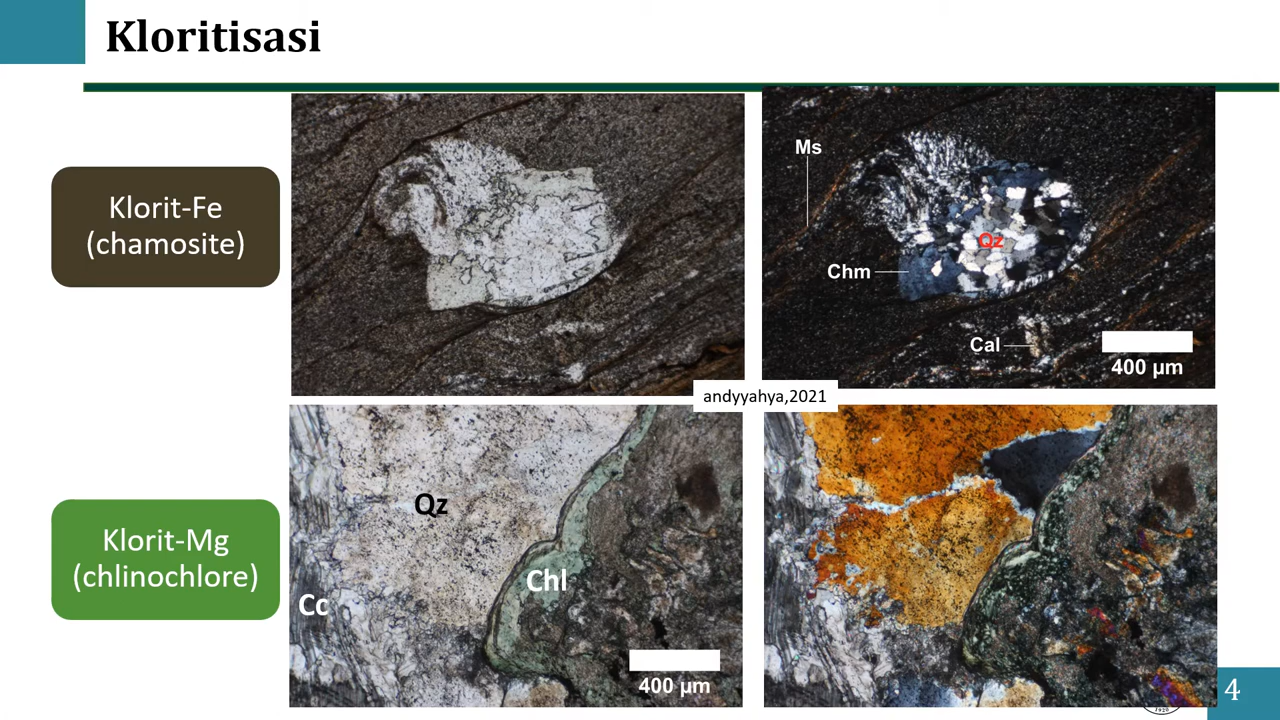 Kloritisasi
Klorit-Fe
(chamosite)
Ms
Qz
Chm
Cal
400 µm
andyyahya,2021
Klorit-Mg
(chlinochlore)
Qz
Chl
Cc
400 µm
4